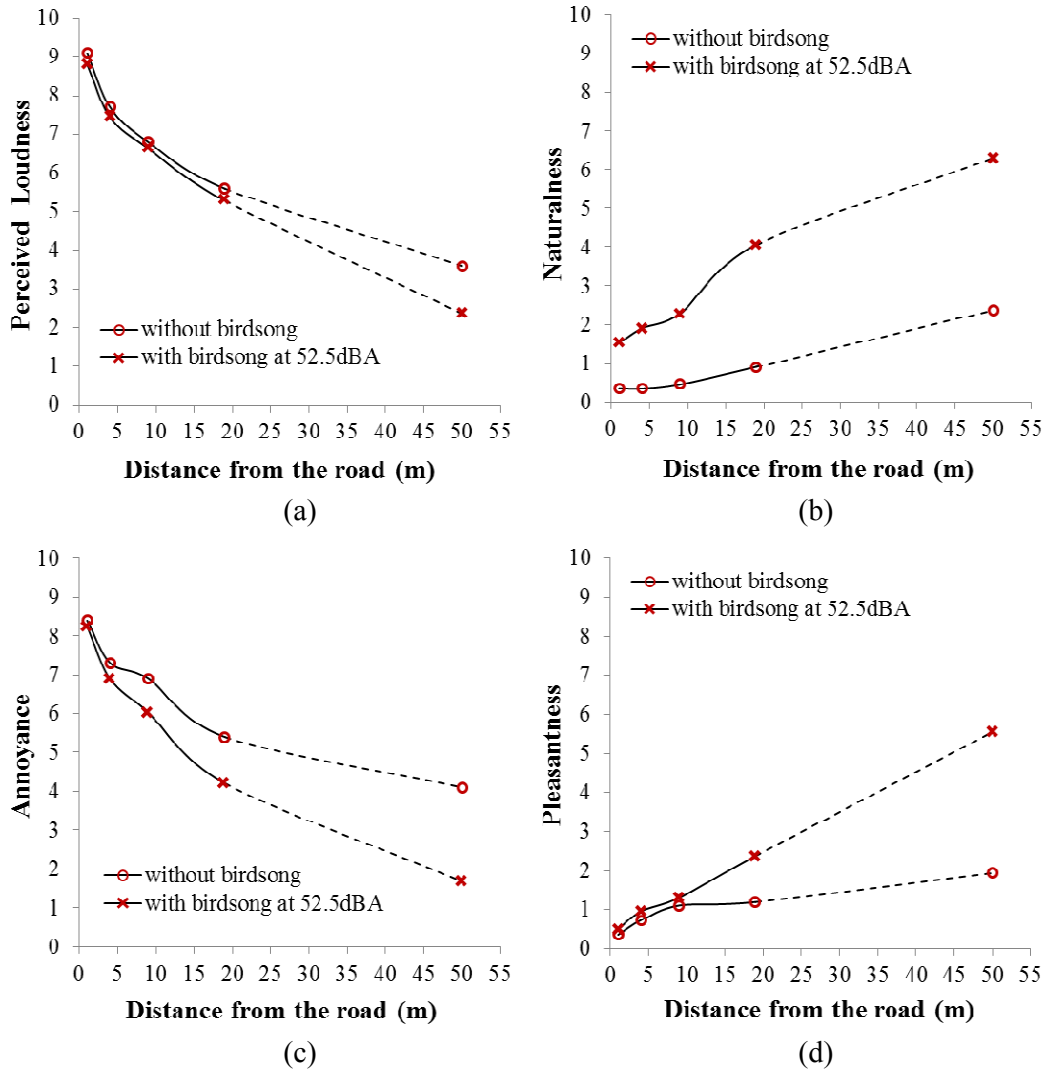 10
9
8
7
6
5
4
3
2
1
0
Perceived Loudness
without birdsong
with birdsong at 52.5dBA
0 5 10 15 20 25 30 35 40 45 50 55
Distance from the road (m)
(a)
10
9
8
7
6
5
4
3
2
1
0
Naturalness
without birdsong
with birdsong at 52.5dBA
0 5 10 15 20 25 30 35 40 45 50 55
Distance from the road (m)
(b)
10
9
8
7
6
5
4
3
2
1
0
Annoyance
without birdsong
with birdsong at 52.5dBA
0 5 10 15 20 25 30 35 40 45 50 55
Distance from the road (m)
(c)
10
9
8
7
6
5
4
3
2
1
0
Pleasantness
without birdsong
with birdsong at 52.5dBA
0 5 10 15 20 25 30 35 40 45 50 55
Distance from the road (m)
(d)